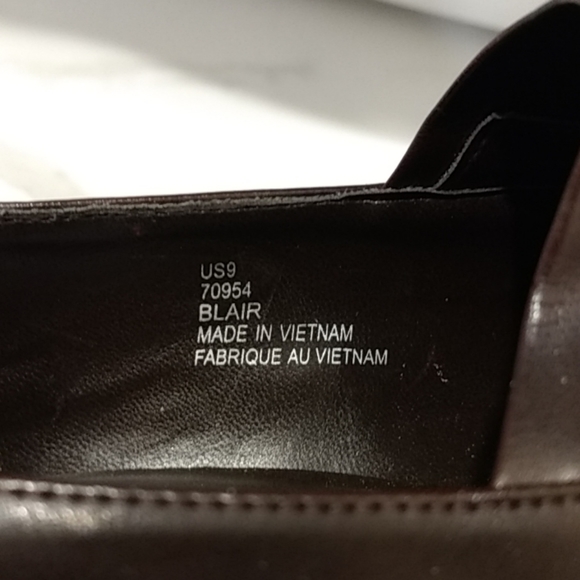 US9
70954
BLAIR
MADE IN VIETNAM
FABRIQUE AU VIETNAM